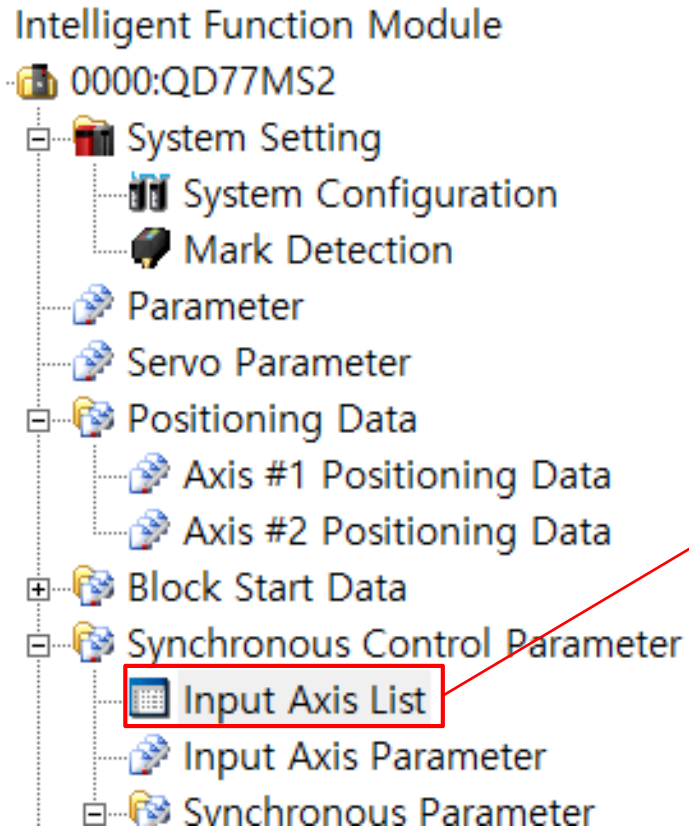 Intelligent Function Module
0000:QD77MS2
System Setting
System Configuration
Mark Detection
Parameter
Servo Parameter
Positioning Data
Axis #1 Positioning Data
Axis #2 Positioning Data
Block Start Data
Synchronous Control Parameter
Input Axis List
Input Axis Parameter
Synchronous Parameter